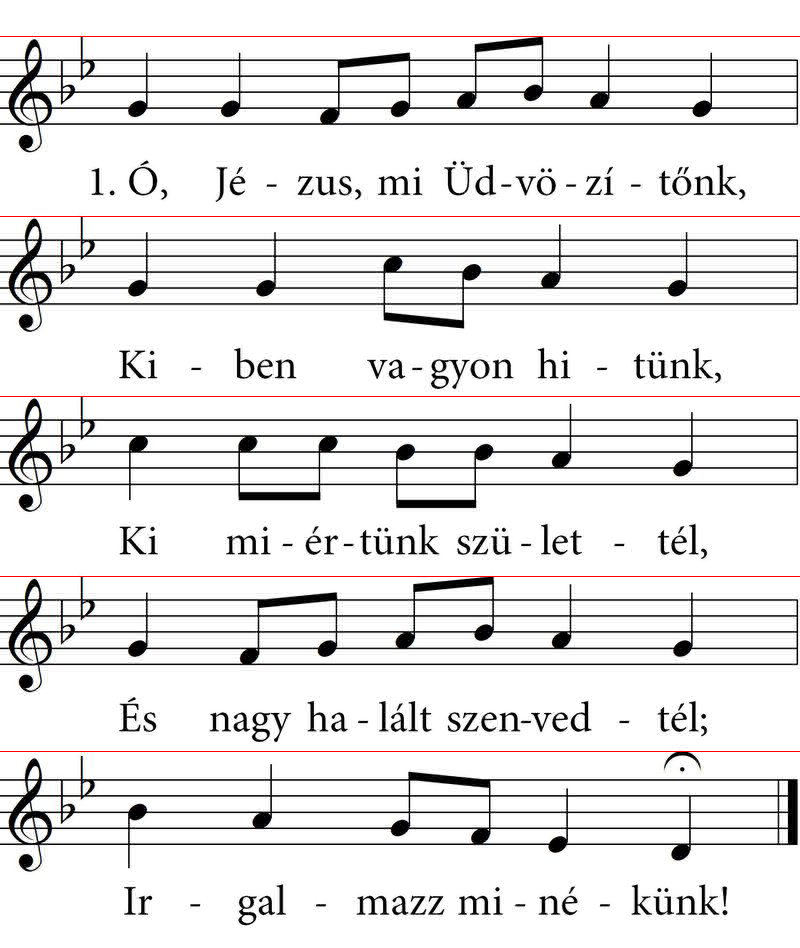 1. Ó, Jé - zus, mi Üd-vö-zí - tőnk,
Ki - ben va-gyon hi - tünk,
Ki mi-ér-tünk szü-let - tél,
És nagy ha-lált szen-ved - tél;
Ir - gal - mazz mi-né - künk!